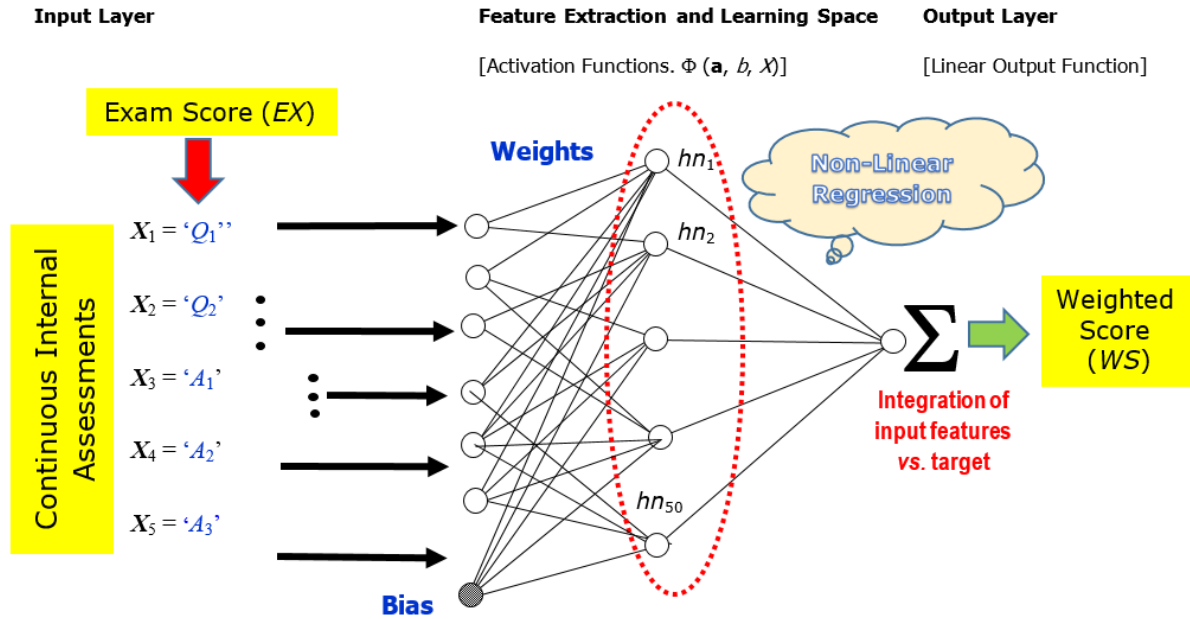 Input Layer
Feature Extraction and Learning Space
Output Layer
[Activation Functions. Φ (a, b, X)]
[Linear Output Function]
Exam Score (EX)
Weights
hn1
Non-Linear
Regression
X1 = ‘Q1’’
hn2
Continuous Internal
Assessments
X2 = ‘Q2’
Weighted
Score
(WS)
Σ
X3 = ‘A1’
Integration of
input features
vs. target
X4 = ‘A2’
hn50
X5 = ‘A3’
Bias